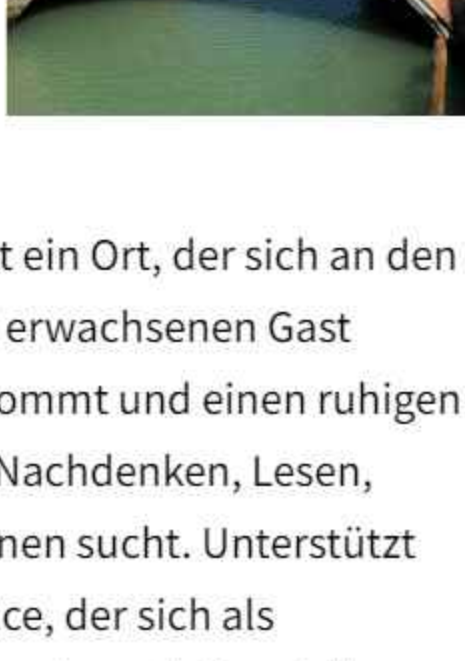 t ein Ort, der sich an den
erwachsenen Gast
ommt und einen ruhigen
Nachdenken, Lesen,
nen sucht. Unterstützt
ce, der sich als